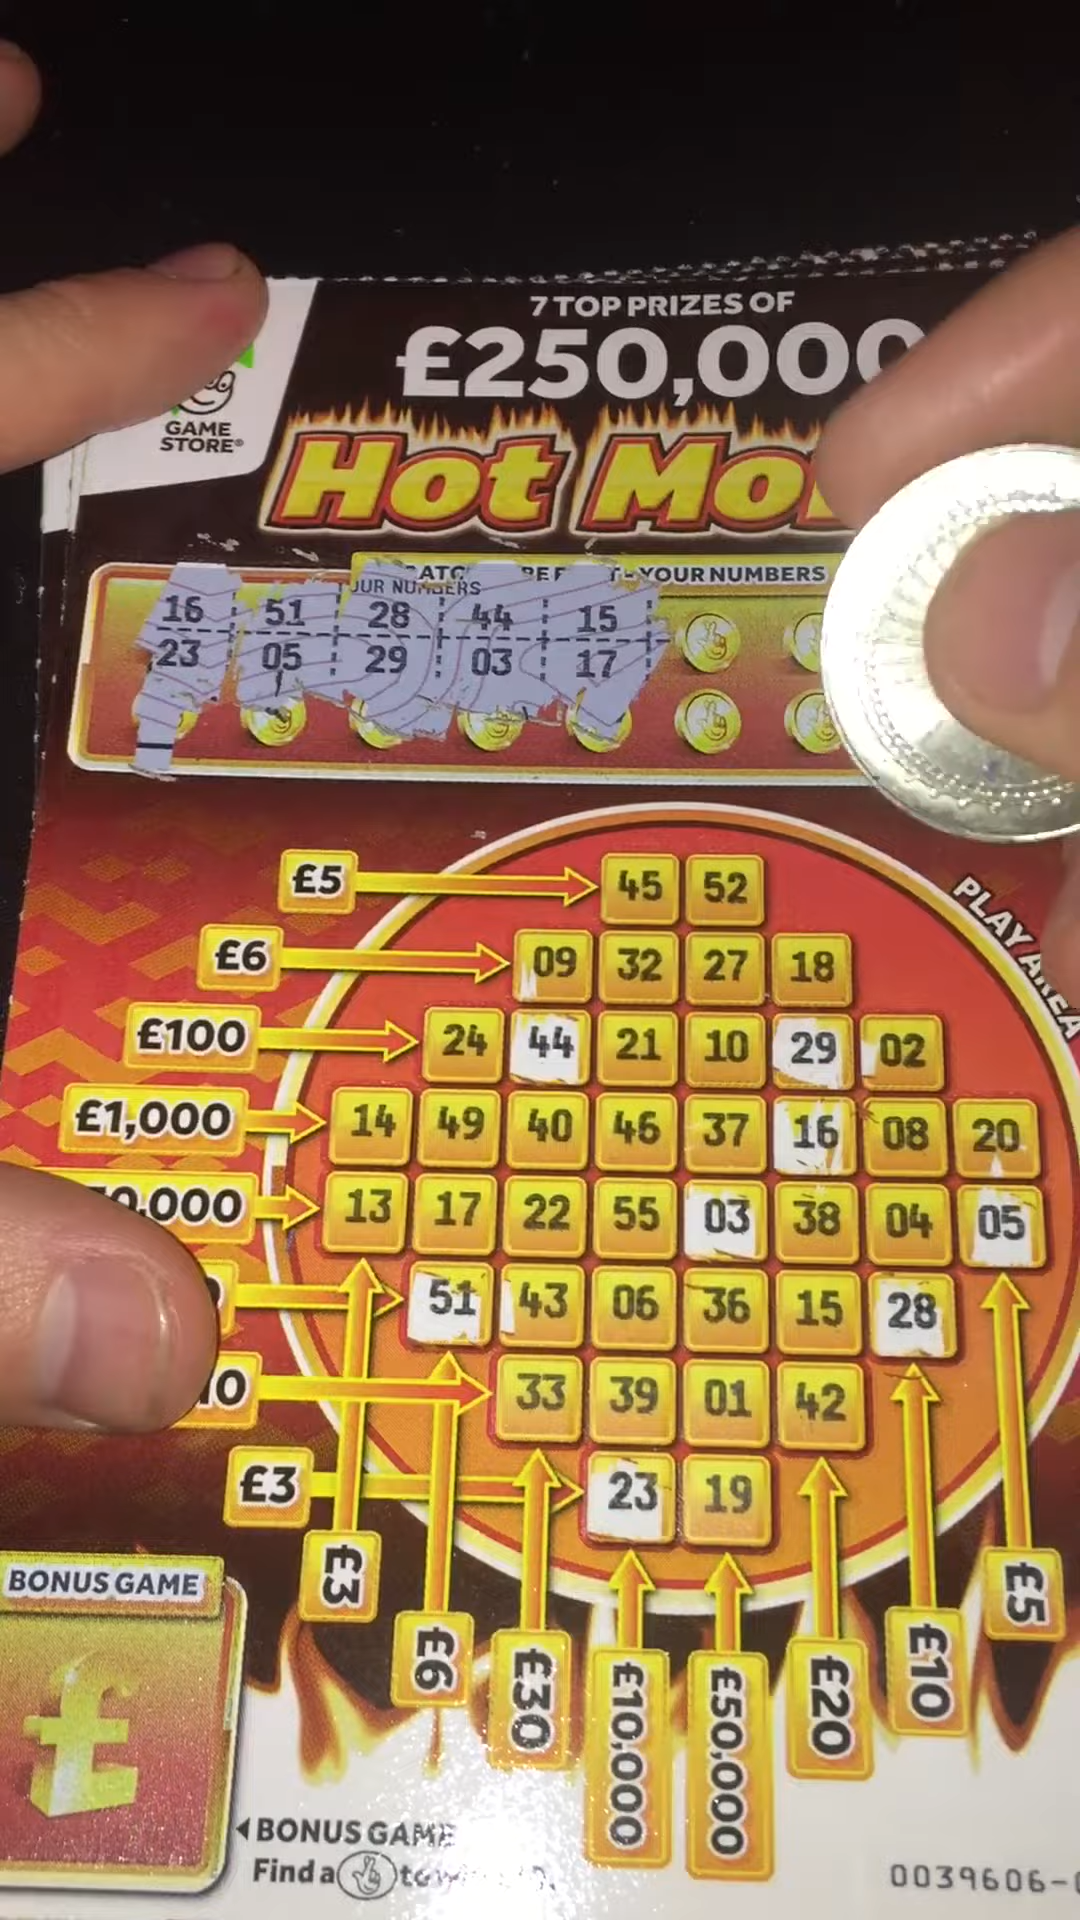 7 TOP PRIZES OF
£250,000
GAME
STORE®
Hot
YOUR NUMBERS
16 51 28 44 15
23 05 29 03 17
£5 45 52
£6 09 32 27 18
£100 24 44 21 10 29 02
£1,000 14 49 40 46 37 16 08 20
0,000 13 17 22 55 03 38 04 05
51 43 06 36 15 28
10 33 39 01 42
£3 23 19
PLAY AREA
£3 £6 £30 £10,000 £50,000 £20 £10 £5
BONUS GAME
£
BONUS GAME
Find a
0039606-